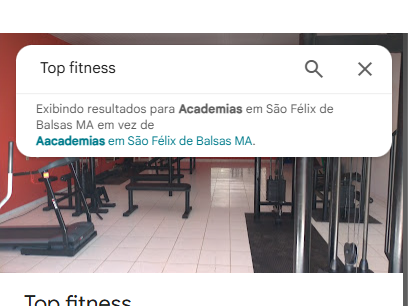 Top fitness
Exibindo resultados para Academias em São Félix de
Balsas MA em vez de
Aacademias em São Félix de Balsas MA.
Top fitness